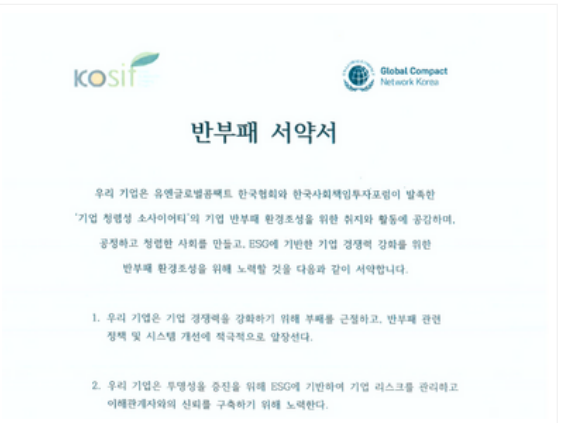 KOSIF
Global Compact
Network Korea
반부패 서약서
우리 기업은 유엔글로벌콤팩트 한국협회와 한국사회책임투자포럼이 발족한
'기업 청렴성 소사이어티'의 기업 반부패 환경조성을 위한 취지와 활동에 공감하며,
공정하고 청렴한 사회를 만들고, ESG에 기반한 기업 경쟁력 강화를 위한
반부패 환경조성을 위해 노력할 것을 다음과 같이 서약합니다.
1. 우리 기업은 기업 경쟁력을 강화하기 위해 부패를 근절하고, 반부패 관련
정책 및 시스템 개선에 적극적으로 앞장선다.
2. 우리 기업은 투명성을 증진을 위해 ESG에 기반하여 기업 리스크를 관리하고
이해관계자와의 신뢰를 구축하기 위해 노력한다.